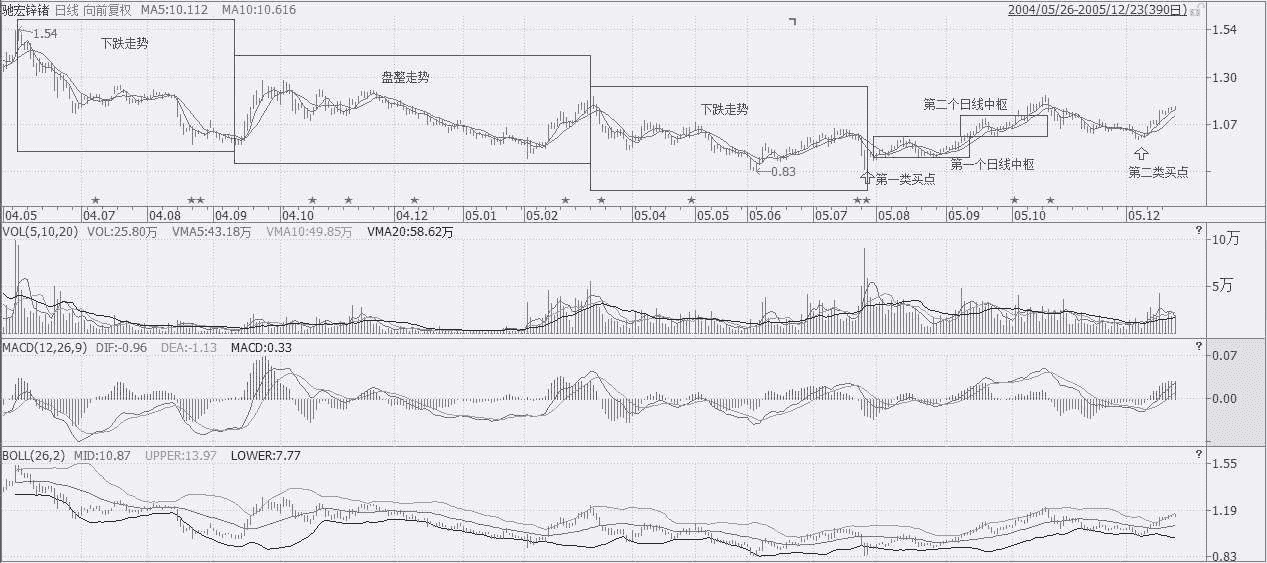 驰宏锌锗 日线 向前复权 MA5:10.112 MA10:10.616 2004/05/26-2005/12/23(390日)
1.54
下跌走势
盘整走势
下跌走势
第二个日线中枢
第一个日线中枢
0.83
第一类买点
第二类买点
1.54
1.30
1.07
04.05 04.07 04.08 04.09 04.10 04.12 05.01 05.02 05.04 05.05 05.06 05.07 05.08 05.09 05.10 05.12
VOL(5,10,20) VOL:25.80万 VMA5:43.18万 VMA10:49.85万 VMA20:58.62万 ?
10万
5万
MACD(12,26,9) DIF:-0.96 DEA:-1.13 MACD:0.33 ?
0.07
0.00
BOLL(26,2) MID:10.87 UPPER:13.97 LOWER:7.77 ?
1.55
1.19
0.83